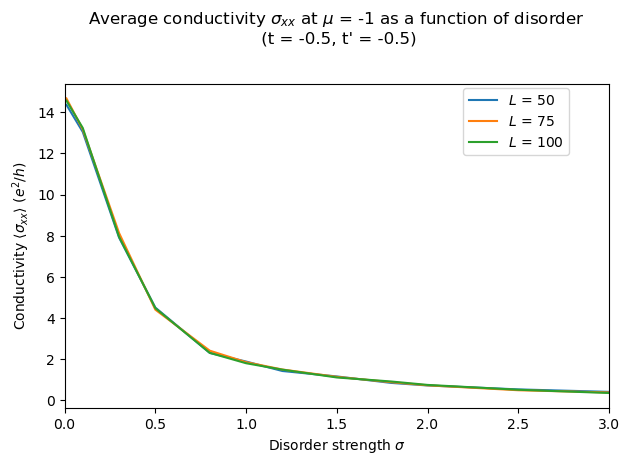 Average conductivity σxx at μ = -1 as a function of disorder
(t = -0.5, t' = -0.5)
L = 50
L = 75
L = 100
Conductivity ⟨σxx⟩ (e²/h)
14
12
10
8
6
4
2
0
0.0 0.5 1.0 1.5 2.0 2.5 3.0
Disorder strength σ